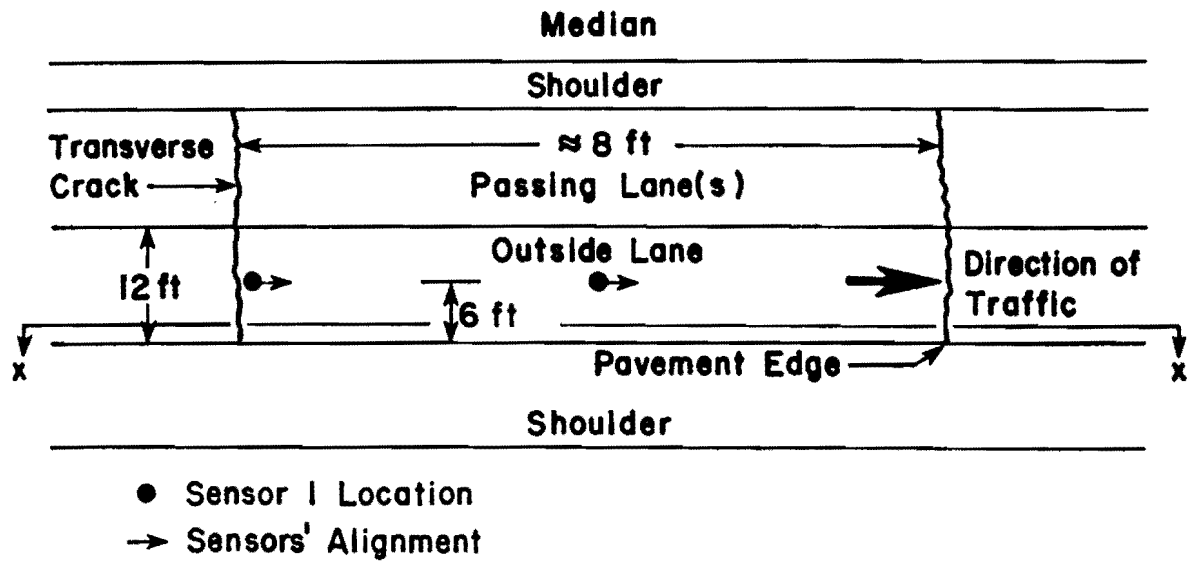 Median
Shoulder
≈ 8 ft
Transverse
Crack
Passing Lane(s)
Outside Lane
12 ft
6 ft
Direction of
Traffic
x
x
Pavement Edge
Shoulder
Sensor 1 Location
Sensors' Alignment